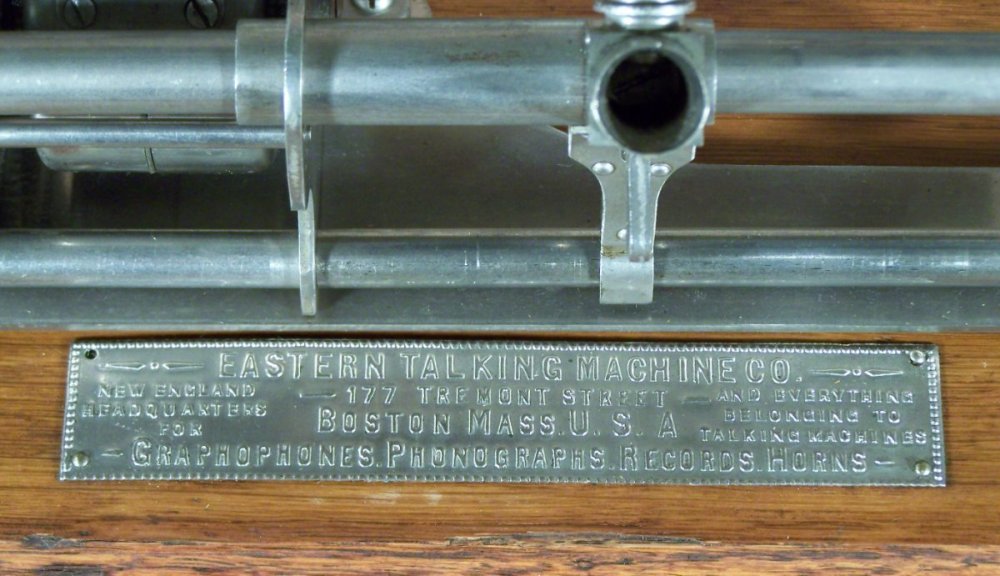 EASTERN TALKING MACHINE CO.
NEW ENGLAND
HEADQUARTERS
FOR
— 177 TREMONT STREET —
BOSTON MASS. U. S. A
AND EVERYTHING
BELONGING TO
TALKING MACHINES
— GRAPHOPHONES. PHONOGRAPHS. RECORDS. HORNS —